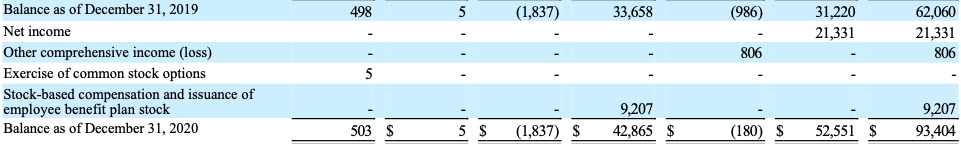 Balance as of December 31, 2019 498 5 (1,837) 33,658 (986) 31,220 62,060
Net income - - - - - 21,331 21,331
Other comprehensive income (loss) - - - - 806 - 806
Exercise of common stock options 5 - - - - - -
Stock-based compensation and issuance of
employee benefit plan stock - - - 9,207 - - 9,207
Balance as of December 31, 2020 503 $ 5 $ (1,837) $ 42,865 $ (180) $ 52,551 $ 93,404